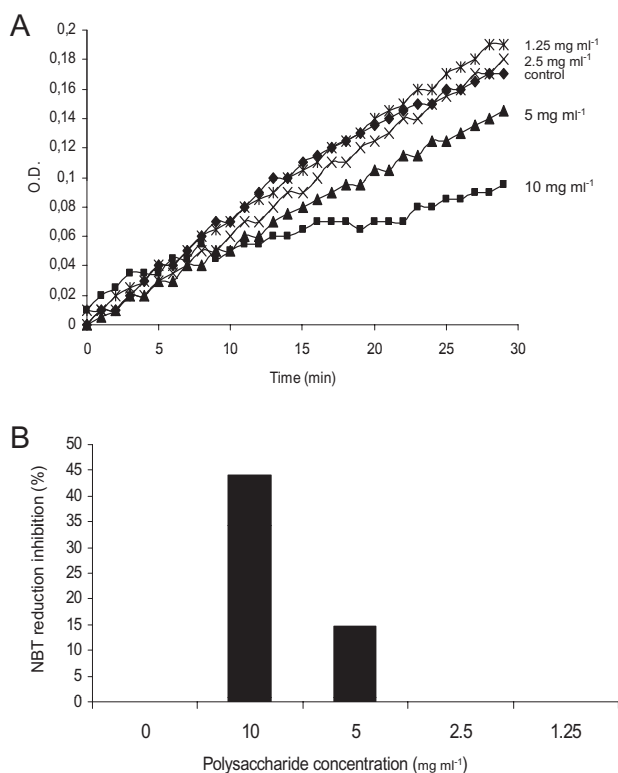 A
0,2
0,18
0,16
0,14
0,12
0,1
0,08
0,06
0,04
0,02
0
O.D.
1.25 mg ml-1
2.5 mg ml-1
control
5 mg ml-1
10 mg ml-1
0 5 10 15 20 25 30
Time (min)
B
50
45
40
35
30
25
20
15
10
5
0
NBT reduction inhibition (%)
0 10 5 2.5 1.25
Polysaccharide concentration (mg ml-1)